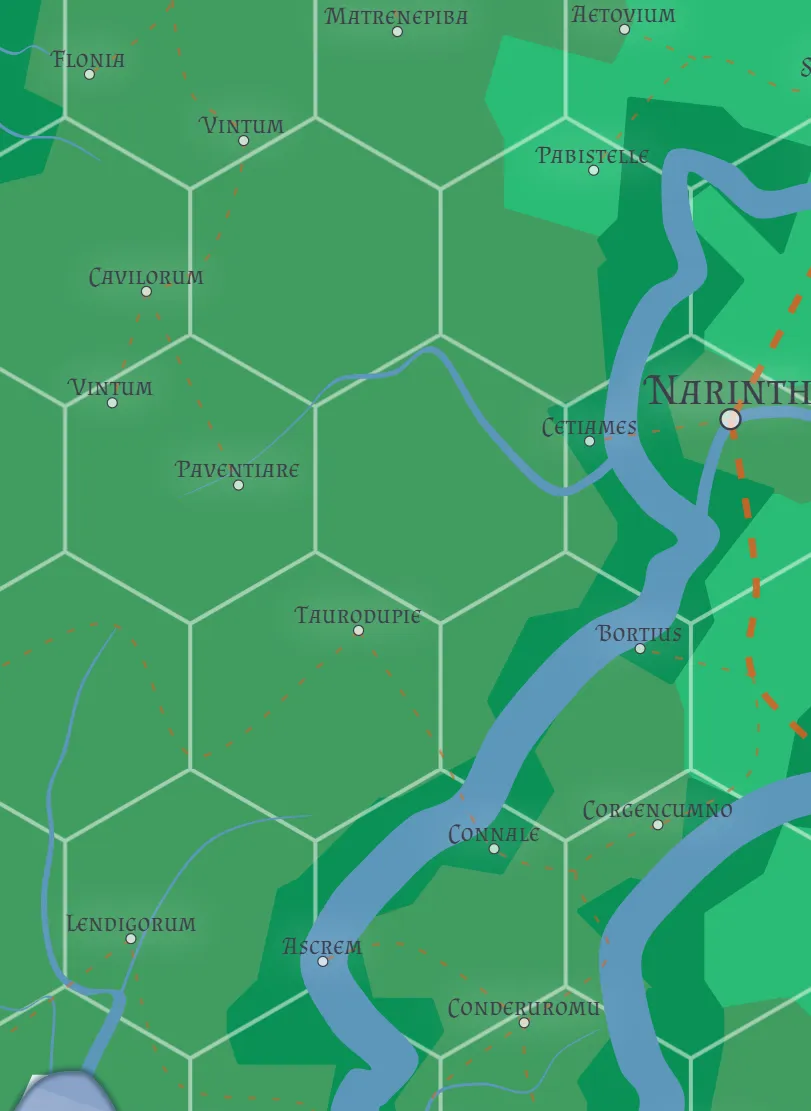 Matrenepiba
Aetovium
Flonia
Vintum
Pabistelle
Cavilorum
Vintum
Narinth
Cetiames
Paventiare
Taurodupie
Bortius
Corgencumno
Connale
Lendigorum
Ascrem
Conderuromu